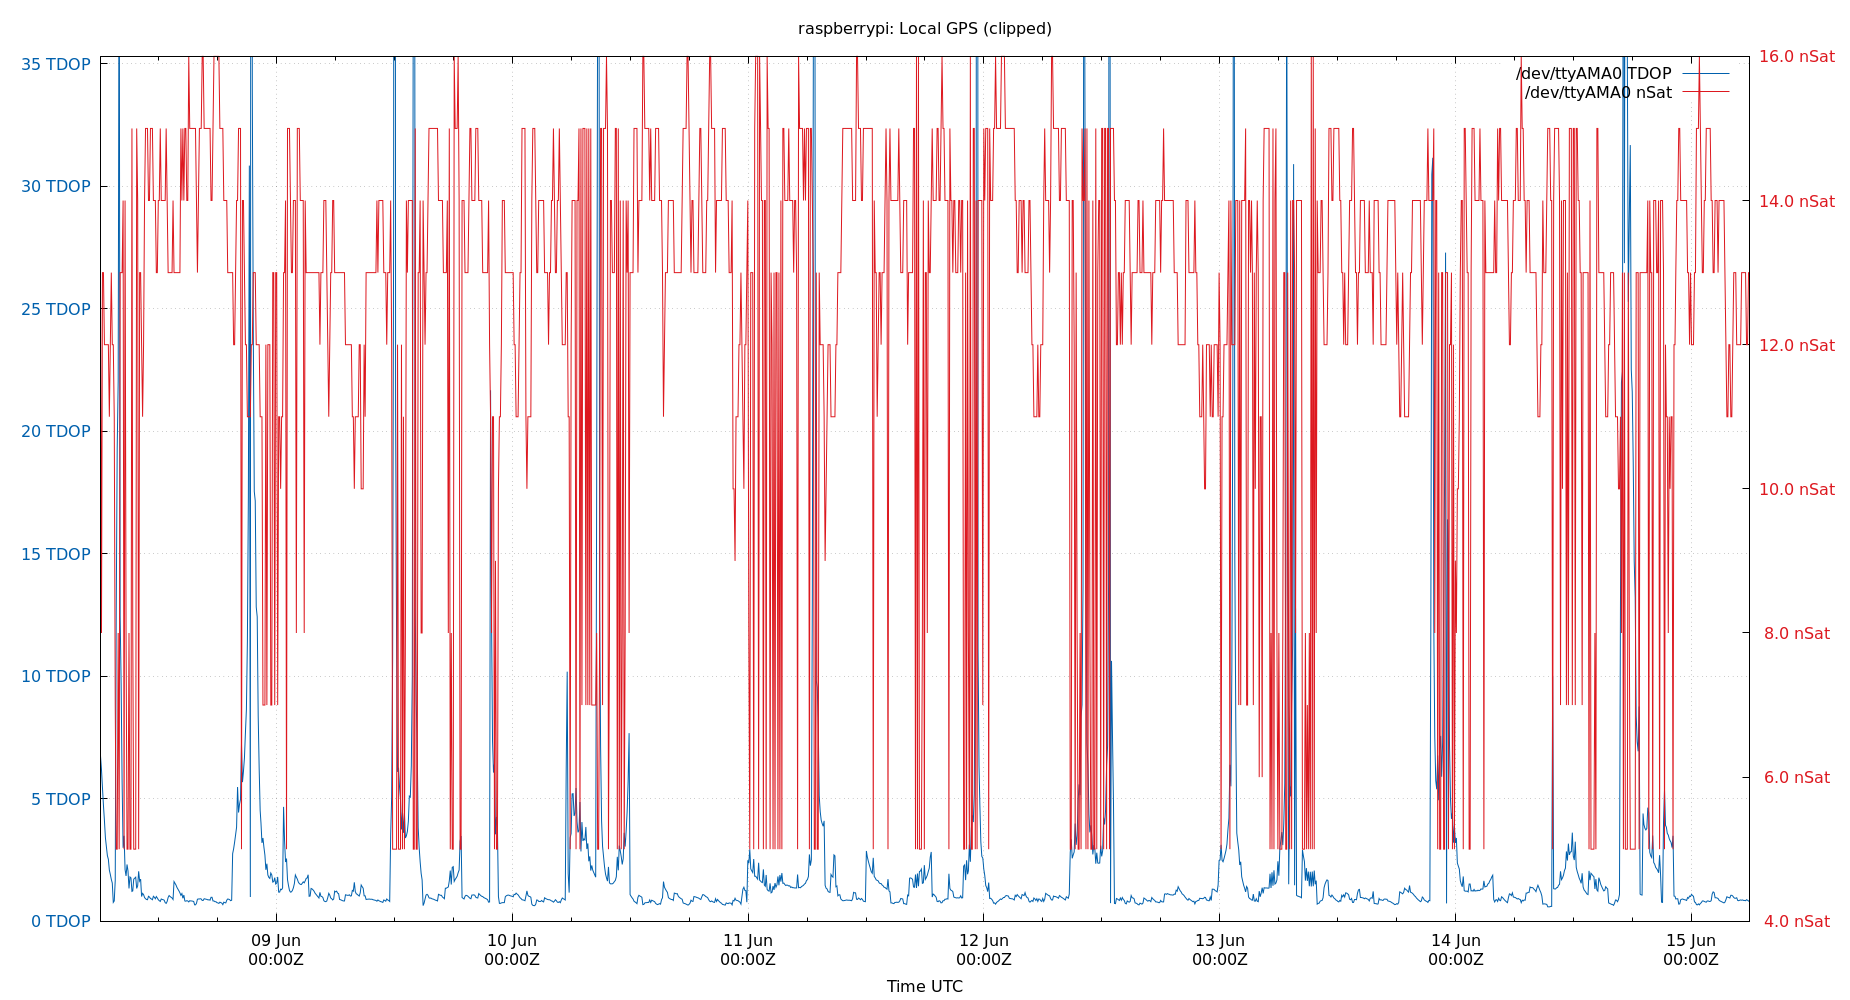 raspberrypi: Local GPS (clipped)
35 TDOP
30 TDOP
25 TDOP
20 TDOP
15 TDOP
10 TDOP
5 TDOP
0 TDOP
16.0 nSat
14.0 nSat
12.0 nSat
10.0 nSat
8.0 nSat
6.0 nSat
4.0 nSat
/dev/ttyAMA0 TDOP
/dev/ttyAMA0 nSat
09 Jun
00:00Z
10 Jun
00:00Z
11 Jun
00:00Z
12 Jun
00:00Z
13 Jun
00:00Z
14 Jun
00:00Z
15 Jun
00:00Z
Time UTC